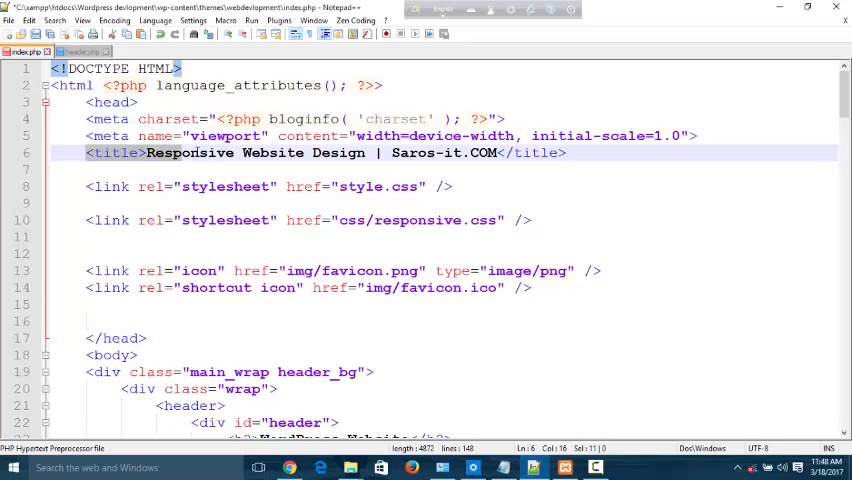 *C:\xampp\htdocs\Wordpress devlopment\wp-content\themes\webdevlopment\index.php - Notepad++
English
File Edit Search View Encoding Language Settings Macro Run Plugins Window Zen Coding ?
X
index.php header.php
1 <!DOCTYPE HTML>
2 <html <?php language_attributes(); ?>>
3 <head>
4 <meta charset="<?php bloginfo( 'charset' ); ?>">
5 <meta name="viewport" content="width=device-width, initial-scale=1.0">
6 <title>Responsive Website Design | Saros-it.COM</title>
7
8 <link rel="stylesheet" href="style.css" />
9
10 <link rel="stylesheet" href="css/responsive.css" />
11
12
13 <link rel="icon" href="img/favicon.png" type="image/png" />
14 <link rel="shortcut icon" href="img/favicon.ico" />
15
16
17 </head>
18 <body>
19 <div class="main_wrap header_bg">
20 <div class="wrap">
21 <header>
22 <div id="header">
<h2>WordPress Website</h2>
PHP Hypertext Preprocessor file length : 4872 lines : 148 Ln : 6 Col : 16 Sel : 11 | 0 Dos\Windows UTF-8 INS
Search the web and Windows
11:48 AM
3/18/2017